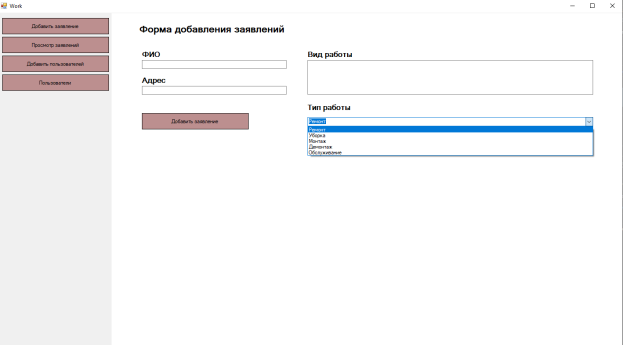 Work
Добавить заявление
Просмотр заявлений
Добавить пользователей
Пользователи
Форма добавления заявлений
ФИО
Адрес
Добавить заявление
Вид работы
Тип работы
Ремонт
Ремонт
Уборка
Монтаж
Демонтаж
Обслуживание